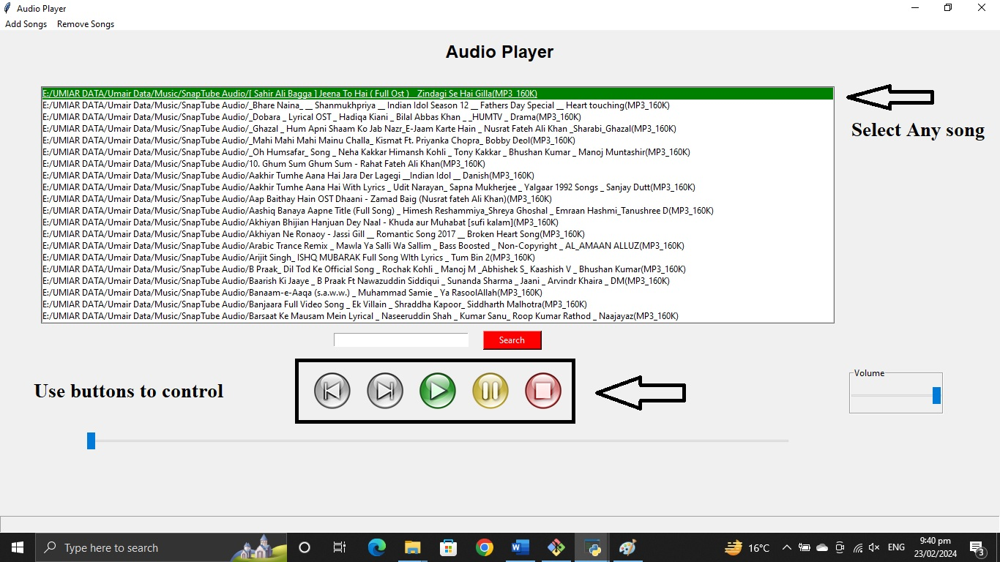 Audio Player
Add Songs Remove Songs
Audio Player
E:/UMIAR DATA/Umair Data/Music/SnapTube Audio/[ Sahir Ali Bagga ] Jeena To Hai ( Full Ost ) _ Zindagi Se Hai Gilla(MP3_160K)
E:/UMIAR DATA/Umair Data/Music/SnapTube Audio/_Bhare Naina_ __ Shanmukhpriya __ Indian Idol Season 12 __ Fathers Day Special __ Heart touching(MP3_160K)
E:/UMIAR DATA/Umair Data/Music/SnapTube Audio/_Dobara _ Lyrical OST _ Hadiqa Kiani _ Bilal Abbas Khan _ _HUMTV _ Drama(MP3_160K)
E:/UMIAR DATA/Umair Data/Music/SnapTube Audio/_Ghazal _ Hum Apni Shaam Ko Jab Nazr_E-Jaam Karte Hain _ Nusrat Fateh Ali Khan _Sharabi_Ghazal(MP3_160K)
E:/UMIAR DATA/Umair Data/Music/SnapTube Audio/_Mahi Mahi Mahi Mainu Challa_ Kismat Ft. Priyanka Chopra_ Bobby Deol(MP3_160K)
E:/UMIAR DATA/Umair Data/Music/SnapTube Audio/_Oh Humsafar_ Song _ Neha Kakkar Himansh Kohli _ Tony Kakkar _ Bhushan Kumar _ Manoj Muntashir(MP3_160K)
E:/UMIAR DATA/Umair Data/Music/SnapTube Audio/10. Ghum Sum Ghum Sum - Rahat Fateh Ali Khan(MP3_160K)
E:/UMIAR DATA/Umair Data/Music/SnapTube Audio/Aakhir Tumhe Aana Hai Jara Der Lagegi __Indian Idol __ Danish(MP3_160K)
E:/UMIAR DATA/Umair Data/Music/SnapTube Audio/Aakhir Tumhe Aana Hai With Lyrics _ Udit Narayan_ Sapna Mukherjee _ Yalgaar 1992 Songs _ Sanjay Dutt(MP3_160K)
E:/UMIAR DATA/Umair Data/Music/SnapTube Audio/Aap Baithay Hain OST Dhaani - Zamad Baig (Nusrat fateh Ali Khan)(MP3_160K)
E:/UMIAR DATA/Umair Data/Music/SnapTube Audio/Aashiq Banaya Aapne Title (Full Song) _ Himesh Reshammiya_Shreya Ghoshal _ Emraan Hashmi_Tanushree D(MP3_160K)
E:/UMIAR DATA/Umair Data/Music/SnapTube Audio/Akhiyan Bhijian Hanjuan Dey Naal - Khuda aur Muhabat [sufi kalam](MP3_160K)
E:/UMIAR DATA/Umair Data/Music/SnapTube Audio/Akhiyan Ne Ronaoy - Jassi Gill __ Romantic Song 2017 __ Broken Heart Song(MP3_160K)
E:/UMIAR DATA/Umair Data/Music/SnapTube Audio/Arabic Trance Remix _ Mawla Ya Salli Wa Sallim _ Bass Boosted _ Non-Copyright _ AL_AMAAN ALLUZ(MP3_160K)
E:/UMIAR DATA/Umair Data/Music/SnapTube Audio/Arijit Singh_ ISHQ MUBARAK Full Song WIth Lyrics _ Tum Bin 2(MP3_160K)
E:/UMIAR DATA/Umair Data/Music/SnapTube Audio/B Praak_ Dil Tod Ke Official Song _ Rochak Kohli _ Manoj M _Abhishek S_ Kaashish V _ Bhushan Kumar(MP3_160K)
E:/UMIAR DATA/Umair Data/Music/SnapTube Audio/Baarish Ki Jaaye _ B Praak Ft Nawazuddin Siddiqui _ Sunanda Sharma _ Jaani _ Arvindr Khaira _ DM(MP3_160K)
E:/UMIAR DATA/Umair Data/Music/SnapTube Audio/Banaam-e-Aaqa (s.a.w.w.) _ Muhammad Samie _ Ya RasoolAllah(MP3_160K)
E:/UMIAR DATA/Umair Data/Music/SnapTube Audio/Banjaara Full Video Song _ Ek Villain _ Shraddha Kapoor_ Siddharth Malhotra(MP3_160K)
E:/UMIAR DATA/Umair Data/Music/SnapTube Audio/Barsaat Ke Mausam Mein Lyrical _ Naseeruddin Shah _ Kumar Sanu_ Roop Kumar Rathod _ Naajayaz(MP3_160K)
Select Any song
Search
Use buttons to control
Volume
Type here to search
16°C
ENG
9:40 pm
23/02/2024
3